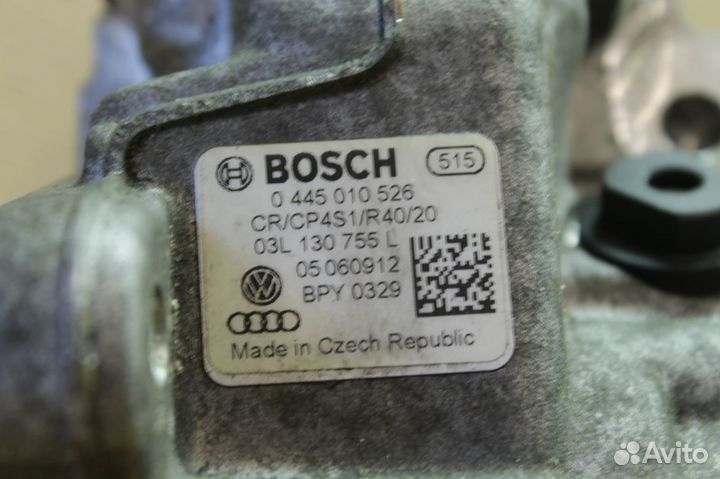 BOSCH 515
0 445 010 526
CR/CP4S1/R40/20
03L 130 755 L
05 060912
BPY 0329
Made in Czech Republic
Avito